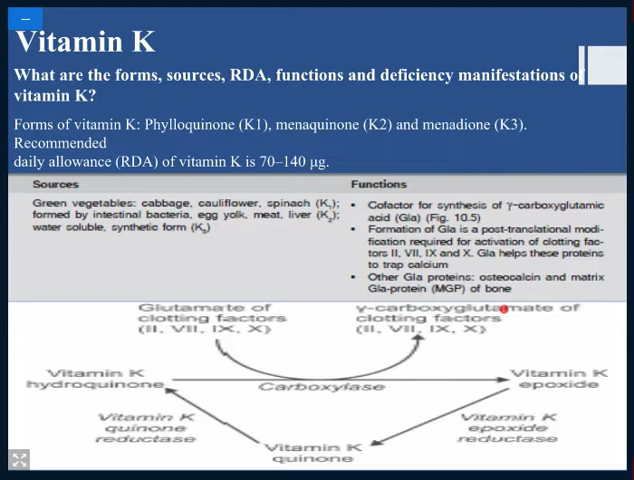 Vitamin K
What are the forms, sources, RDA, functions and deficiency manifestations of
vitamin K?
Forms of vitamin K: Phylloquinone (K1), menaquinone (K2) and menadione (K3).
Recommended
daily allowance (RDA) of vitamin K is 70–140 μg.
Sources
Green vegetables: cabbage, cauliflower, spinach (K1);
formed by intestinal bacteria, egg yolk, meat, liver (K2);
water soluble, synthetic form (K3)
Functions
• Cofactor for synthesis of γ-carboxyglutamic
acid (Gla) (Fig. 10.5)
• Formation of Gla is a post-translational modi-
fication required for activation of clotting fac-
tors II, VII, IX and X. Gla helps these proteins
to trap calcium
• Other Gla proteins: osteocalcin and matrix
Gla-protein (MGP) of bone
Glutamate of
clotting factors
(II, VII, IX, X)
γ-carboxyglutamate of
clotting factors
(II, VII, IX, X)
Vitamin K
hydroquinone
Carboxylase
Vitamin K
epoxide
Vitamin K
quinone
reductase
Vitamin K
epoxide
reductase
Vitamin K
quinone